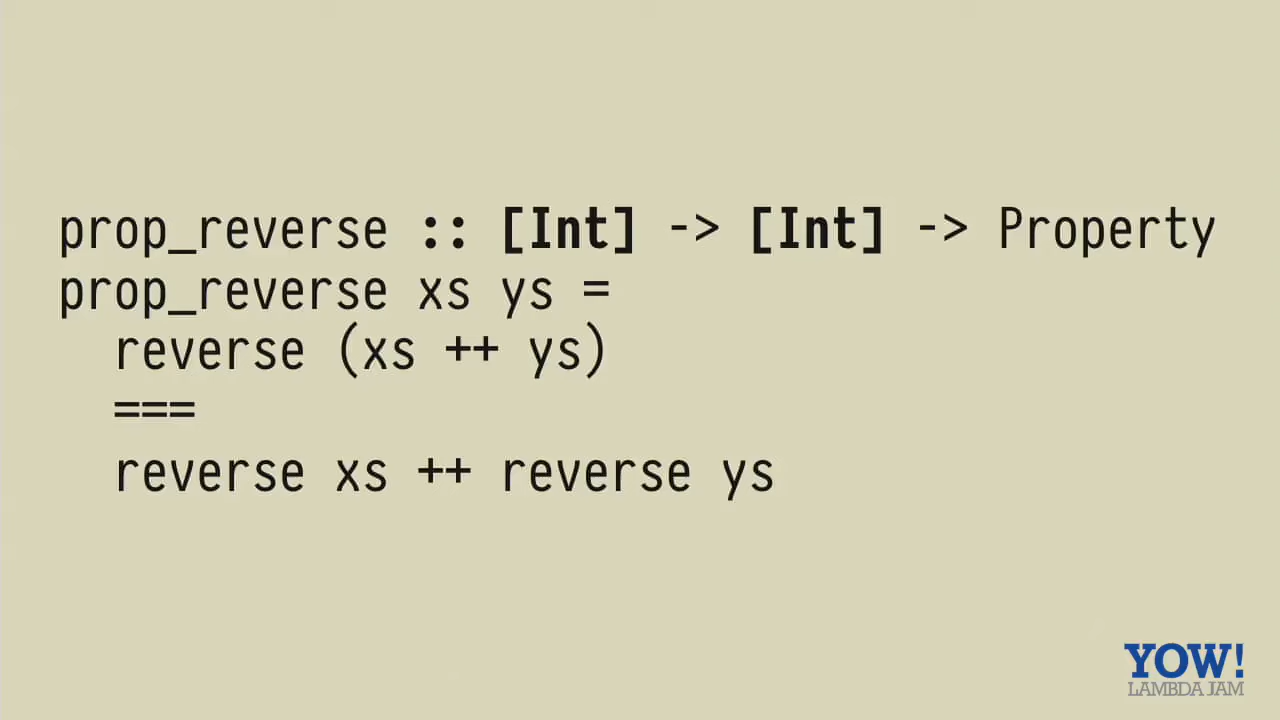 prop_reverse :: [Int] -> [Int] -> Property
prop_reverse xs ys =
  reverse (xs ++ ys)
  ===
  reverse xs ++ reverse ys
YOW!
LAMBDA JAM